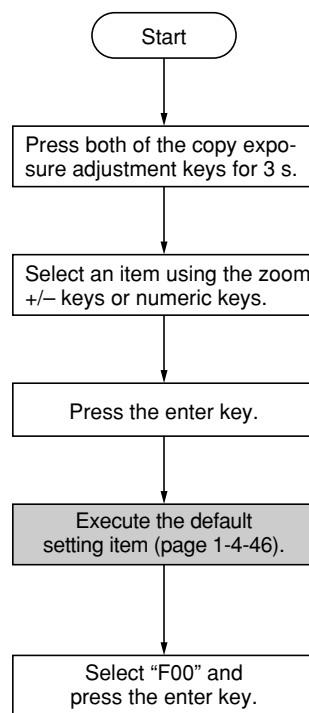 Start
Press both of the copy expo-
sure adjustment keys for 3 s.
Select an item using the zoom
+/– keys or numeric keys.
Press the enter key.
Execute the default
setting item (page 1-4-46).
Select “F00” and
press the enter key.